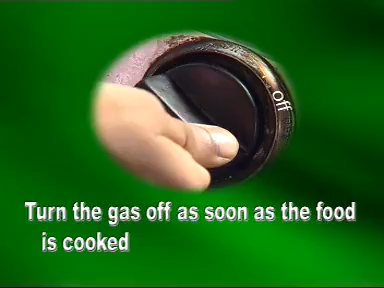 off
Turn the gas off as soon as the food
is cooked